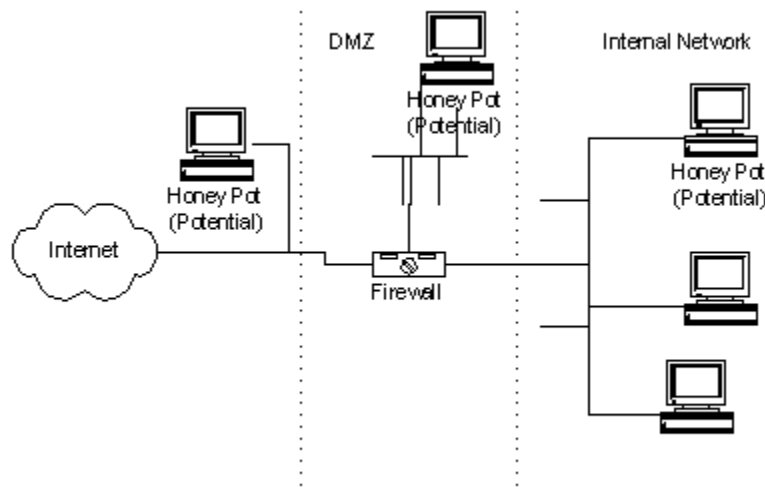 DMZ
Internal Network
Honey Pot
(Potential)
Honey Pot
(Potential)
Honey Pot
(Potential)
Internet
Firewall